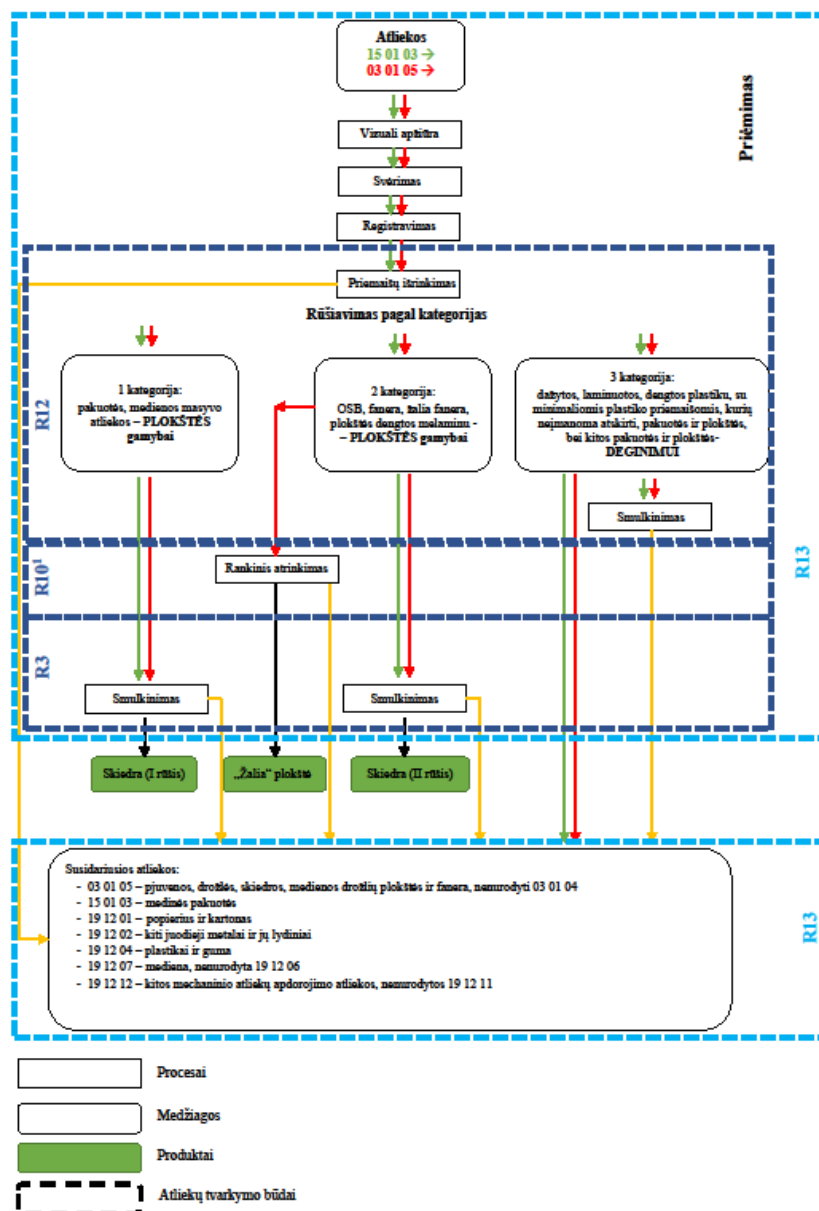 Atliekos
15 01 03 →
03 01 05 →
Priėmimas
Vizuali apžiūra
Svėrimas
Registravimas
Priemaišų išrinkimas
Rūšiavimas pagal kategorijas
R12
1 kategorija:
pakuotės, medienos masyvo
atliekos – PLOKŠTĖS
gamybai
2 kategorija:
OSB, fanera, žalia fanera,
plokštės dengtos melaminu -
– PLOKŠTĖS gamybai
3 kategorija:
dažytos, laminuotos, dengtos plastiku, su
minimaliomis plastiko priemaišomis, kurių
neįmanoma atskirti, pakuotės ir plokštės,
bei kitos pakuotės ir plokštės-
DEGINIMUI
Smulkinimas
R13
R10¹
Rankinis atrinkimas
R3
Smulkinimas
Smulkinimas
Skiedra (I rūšis)
„Žalia“ plokštė
Skiedra (II rūšis)
Susidariusios atliekos:
- 03 01 05 – pjuvenos, drožlės, skiedros, medienos drožlių plokštės ir fanera, nenurodyti 03 01 04
- 15 01 03 – medinės pakuotės
- 19 12 01 – popierius ir kartonas
- 19 12 02 – kiti juodieji metalai ir jų lydiniai
- 19 12 04 – plastikai ir guma
- 19 12 07 – mediena, nenurodyta 19 12 06
- 19 12 12 – kitos mechaninio atliekų apdorojimo atliekos, nenurodytos 19 12 11
R13
Procesai
Medžiagos
Produktai
Atliekų tvarkymo būdai